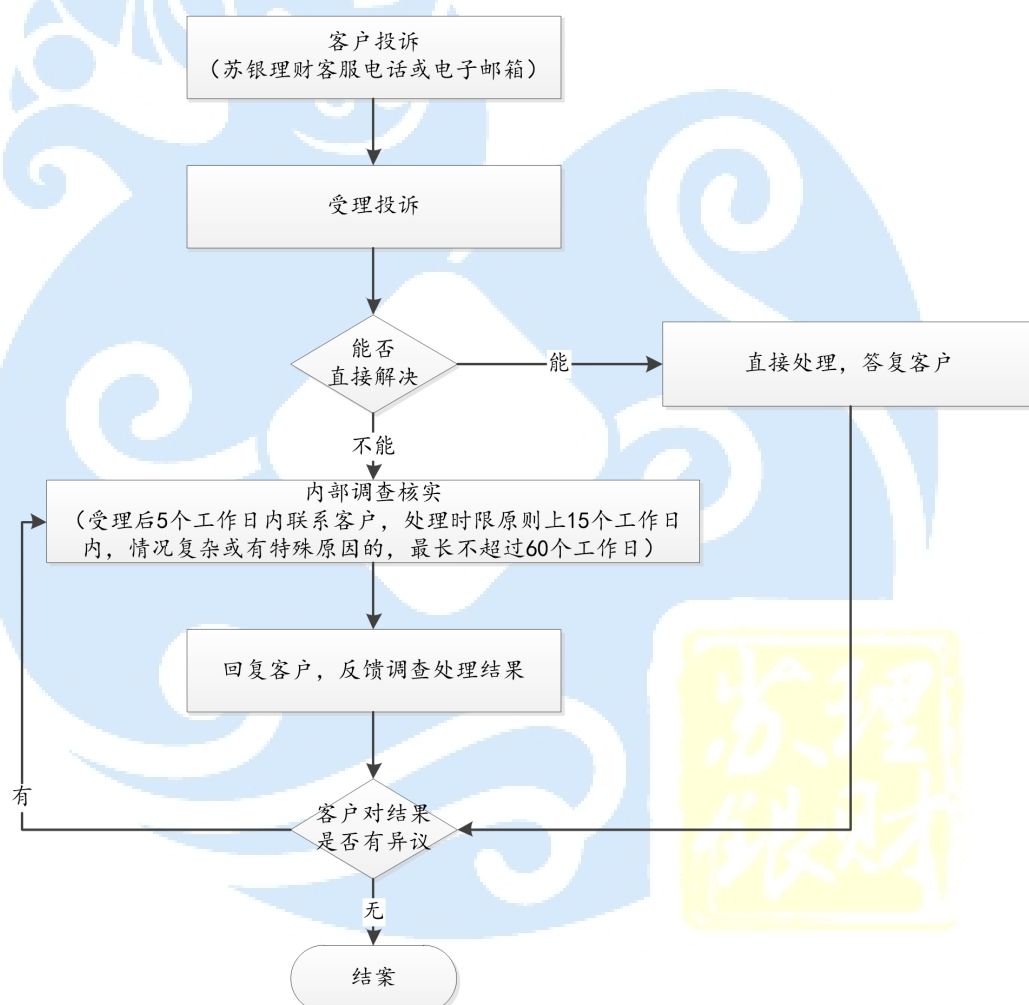 客户投诉
（苏银理财客服电话或电子邮箱）
受理投诉
能否
直接解决
能
直接处理，答复客户
不能
内部调查核实
（受理后5个工作日内联系客户，处理时限原则上15个工作日
内，情况复杂或有特殊原因的，最长不超过60个工作日）
回复客户，反馈调查处理结果
有
客户对结果
是否有异议
无
结案
苏理
银财